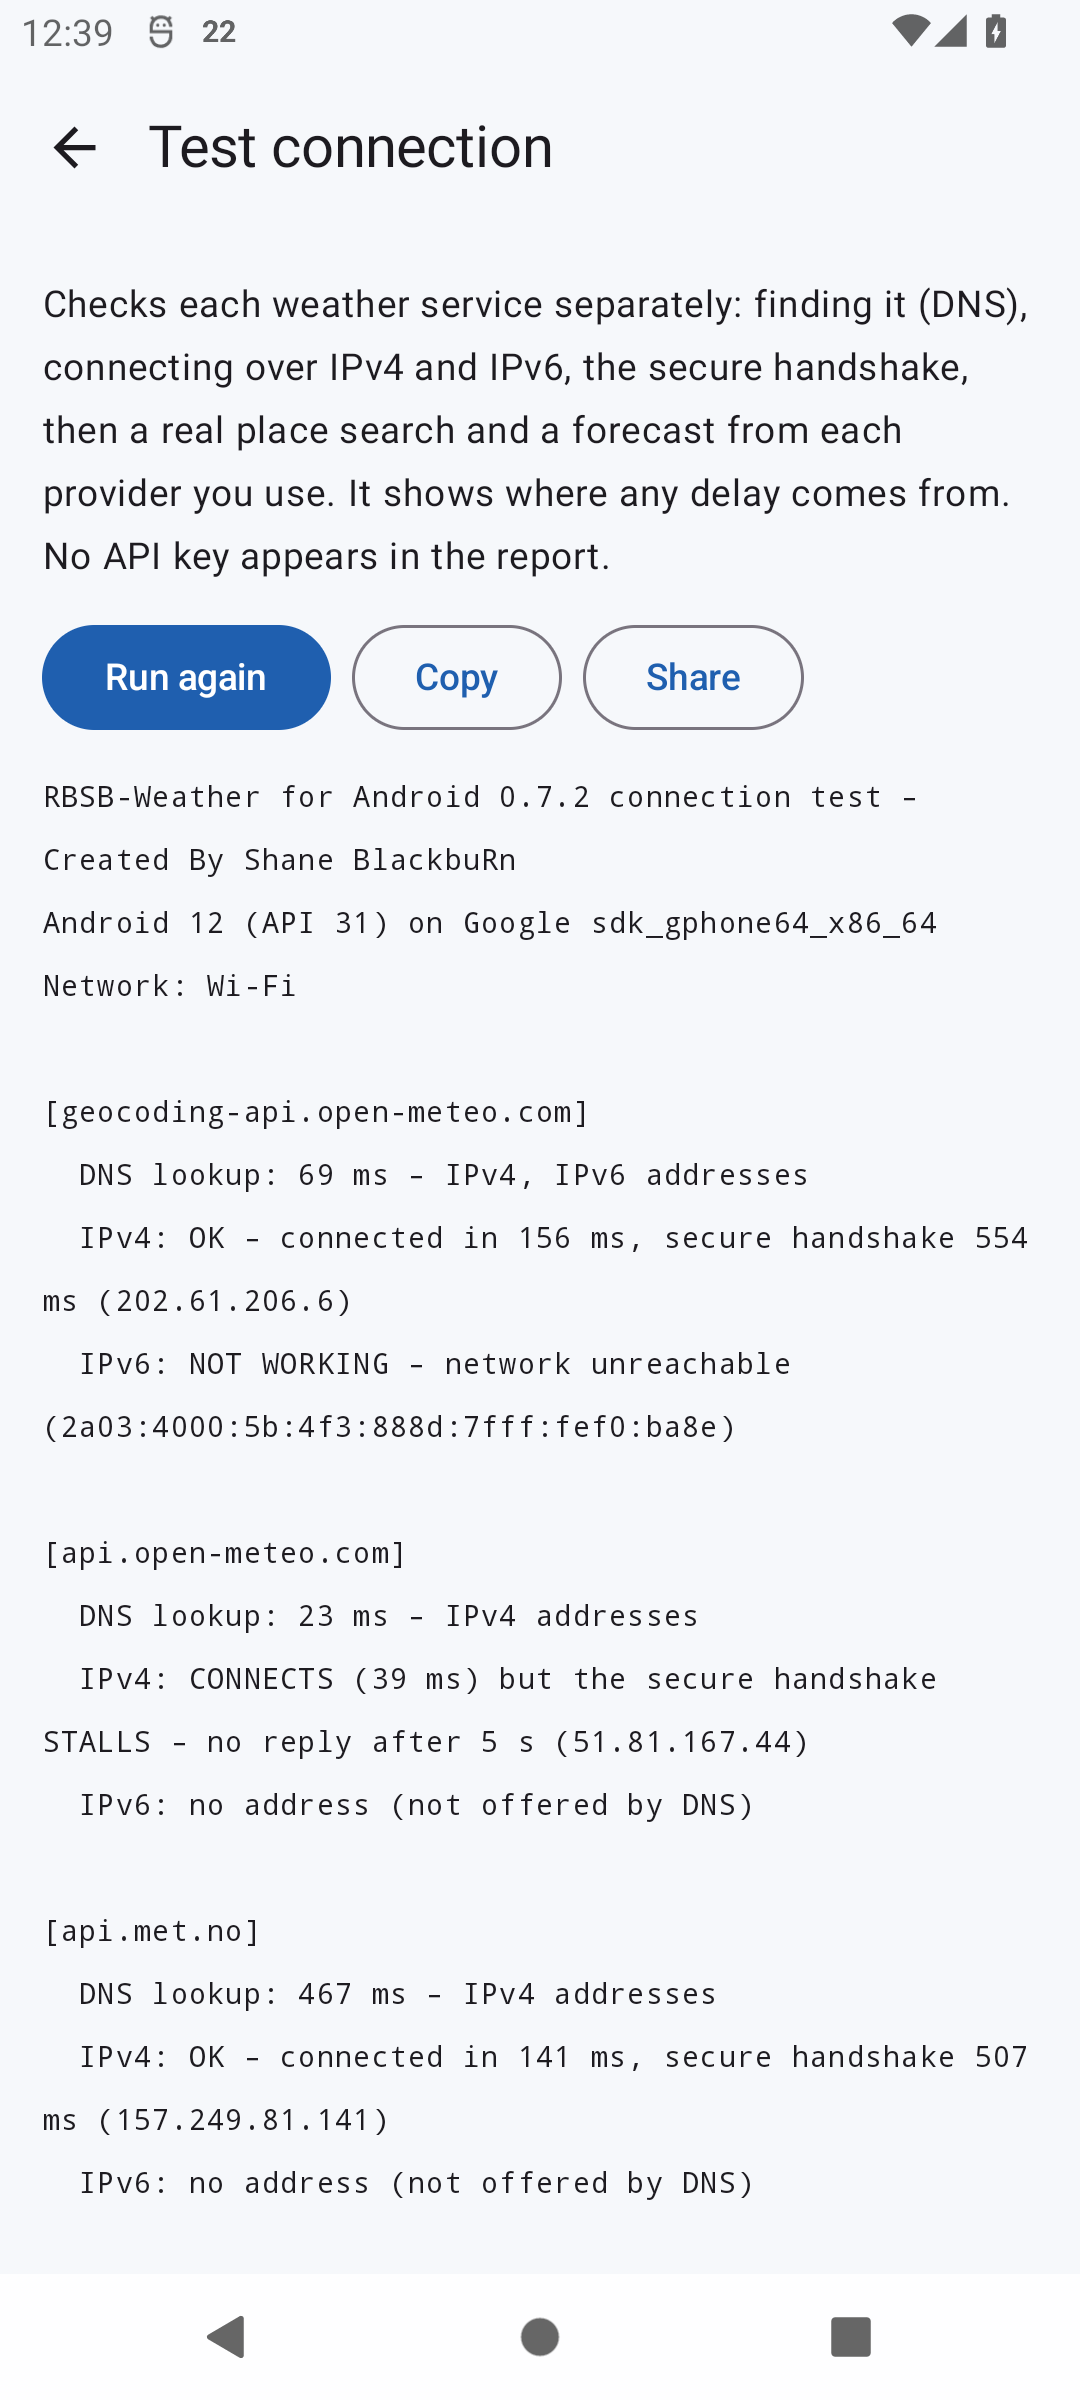 12:39 22
Test connection
Checks each weather service separately: finding it (DNS),
connecting over IPv4 and IPv6, the secure handshake,
then a real place search and a forecast from each
provider you use. It shows where any delay comes from.
No API key appears in the report.
Run again Copy Share
RBSB-Weather for Android 0.7.2 connection test –
Created By Shane BlackbuRn
Android 12 (API 31) on Google sdk_gphone64_x86_64
Network: Wi-Fi
[geocoding-api.open-meteo.com]
DNS lookup: 69 ms – IPv4, IPv6 addresses
IPv4: OK – connected in 156 ms, secure handshake 554
ms (202.61.206.6)
IPv6: NOT WORKING – network unreachable
(2a03:4000:5b:4f3:888d:7fff:fef0:ba8e)
[api.open-meteo.com]
DNS lookup: 23 ms – IPv4 addresses
IPv4: CONNECTS (39 ms) but the secure handshake
STALLS – no reply after 5 s (51.81.167.44)
IPv6: no address (not offered by DNS)
[api.met.no]
DNS lookup: 467 ms – IPv4 addresses
IPv4: OK – connected in 141 ms, secure handshake 507
ms (157.249.81.141)
IPv6: no address (not offered by DNS)